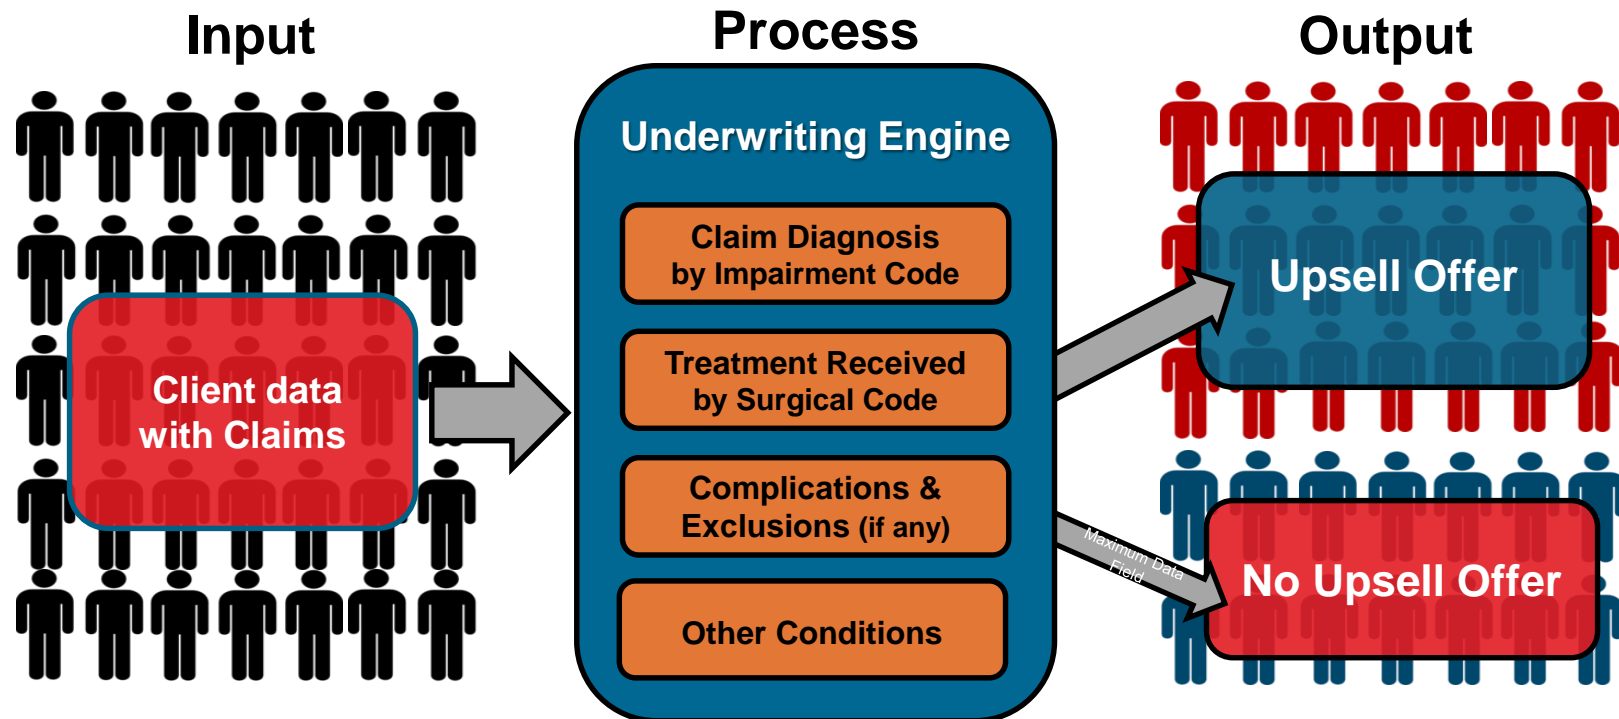 Input
Process
Output
Client data
with Claims
Underwriting Engine
Claim Diagnosis
by Impairment Code
Treatment Received
by Surgical Code
Complications &
Exclusions (if any)
Other Conditions
Maximum Data
Field
Upsell Offer
No Upsell Offer